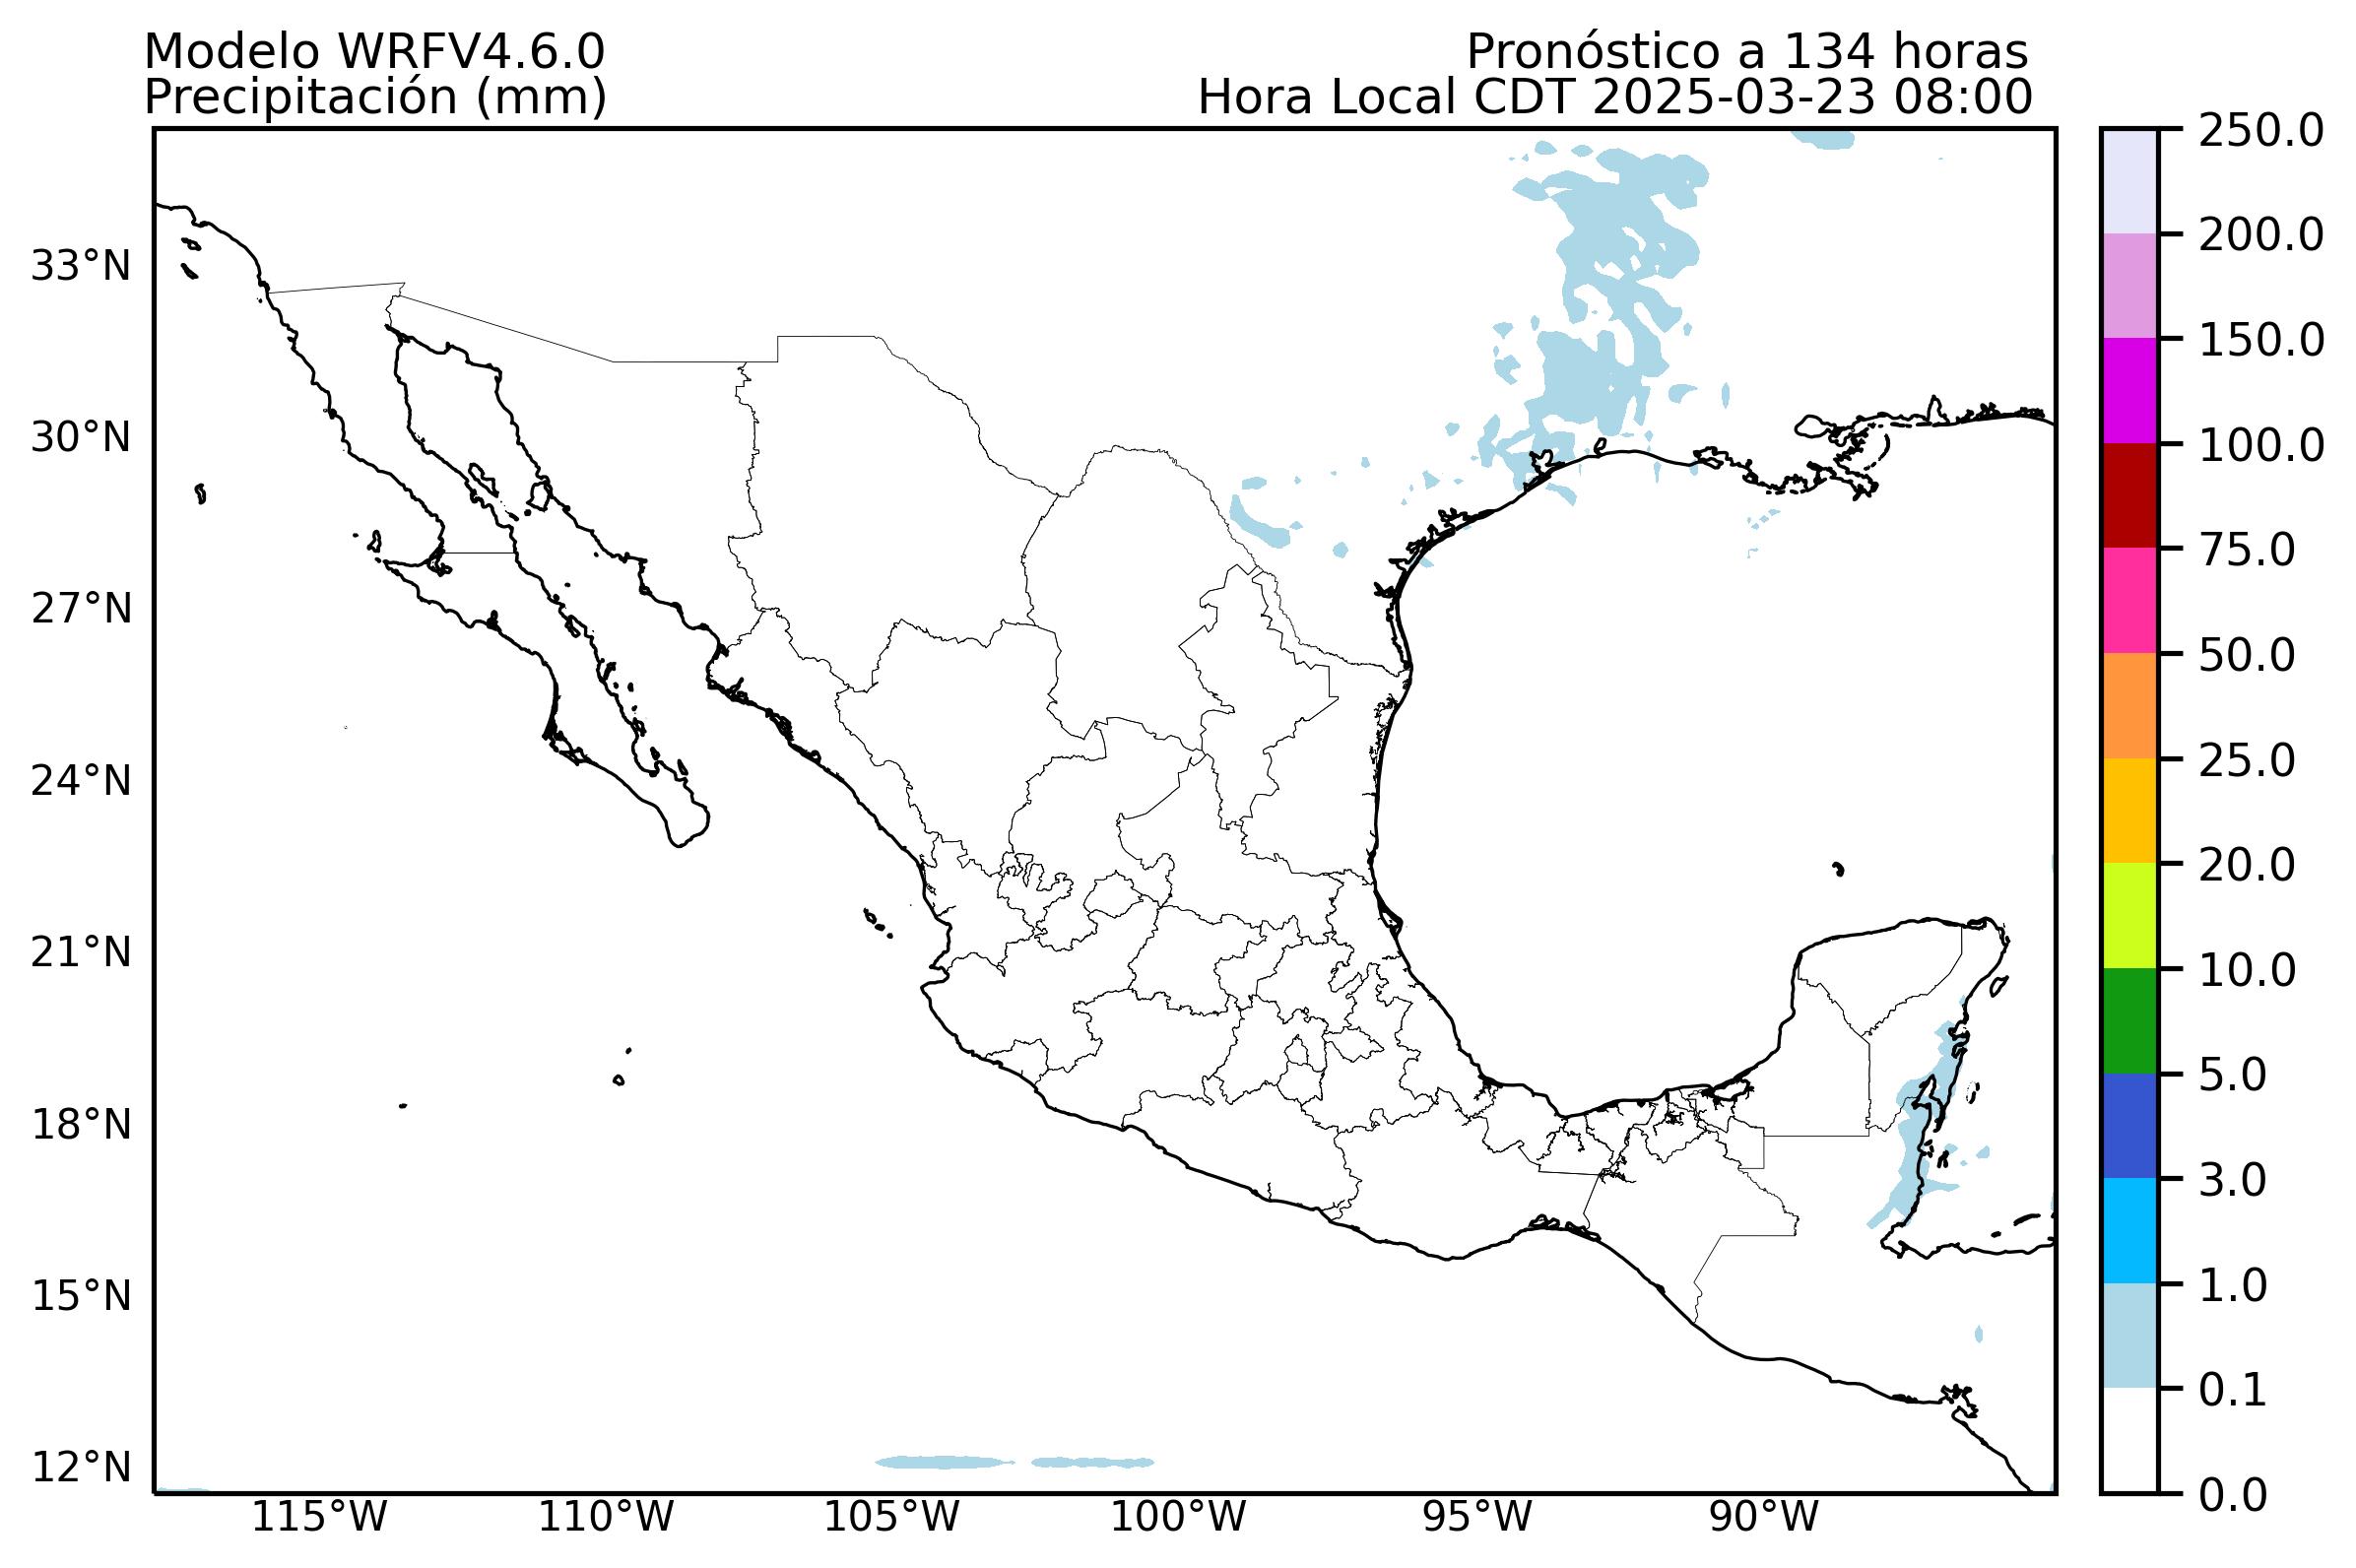 Modelo WRFV4.6.0
Precipitación (mm)
Pronóstico a 134 horas
Hora Local CDT 2025-03-23 08:00
33°N
30°N
27°N
24°N
21°N
18°N
15°N
12°N
115°W
110°W
105°W
100°W
95°W
90°W
250.0
200.0
150.0
100.0
75.0
50.0
25.0
20.0
10.0
5.0
3.0
1.0
0.1
0.0